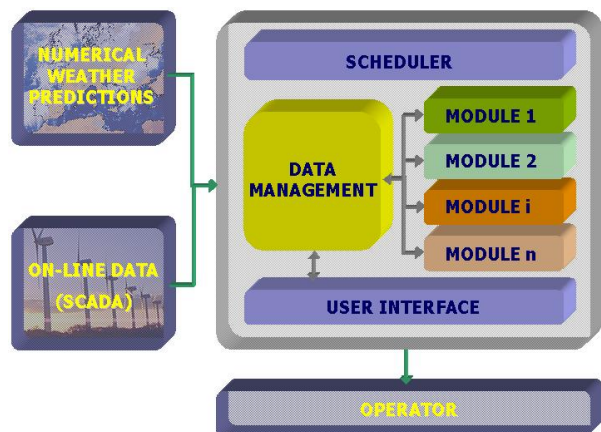 NUMERICAL
WEATHER
PREDICTIONS
ON-LINE DATA
(SCADA)
SCHEDULER
DATA
MANAGEMENT
MODULE 1
MODULE 2
MODULE i
MODULE n
USER INTERFACE
OPERATOR